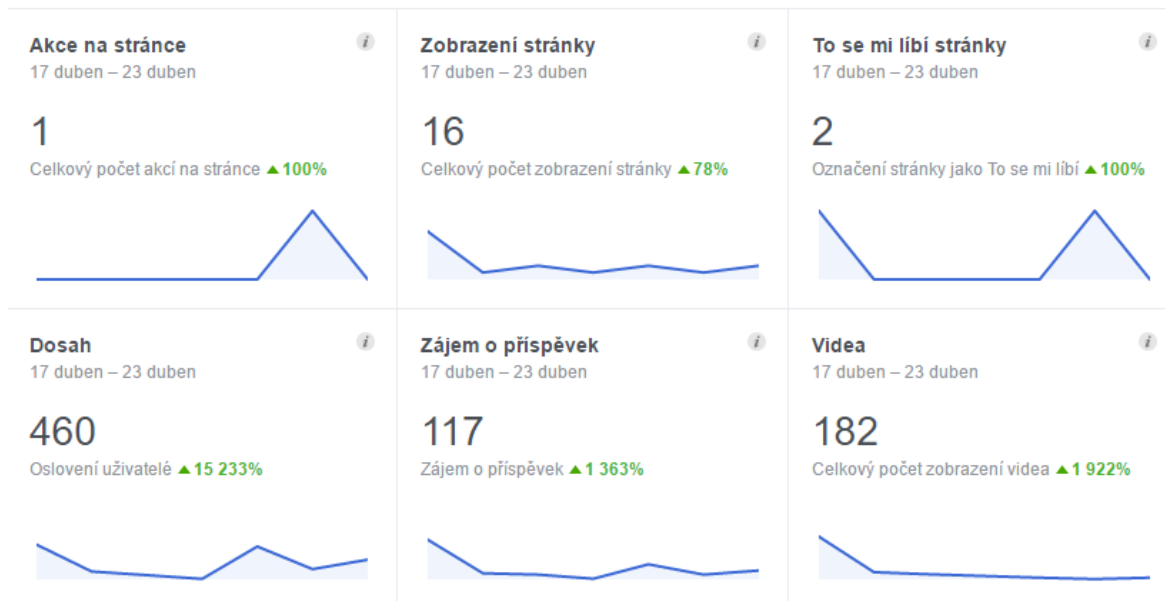 Akce na stránce
17 duben – 23 duben
1
Celkový počet akcí na stránce ▲ 100%
Zobrazení stránky
17 duben – 23 duben
16
Celkový počet zobrazení stránky ▲ 78%
To se mi líbí stránky
17 duben – 23 duben
2
Označení stránky jako To se mi líbí ▲ 100%
Dosah
17 duben – 23 duben
460
Oslovení uživatelé ▲ 15 233%
Zájem o příspěvek
17 duben – 23 duben
117
Zájem o příspěvek ▲ 1 363%
Videa
17 duben – 23 duben
182
Celkový počet zobrazení videa ▲ 1 922%